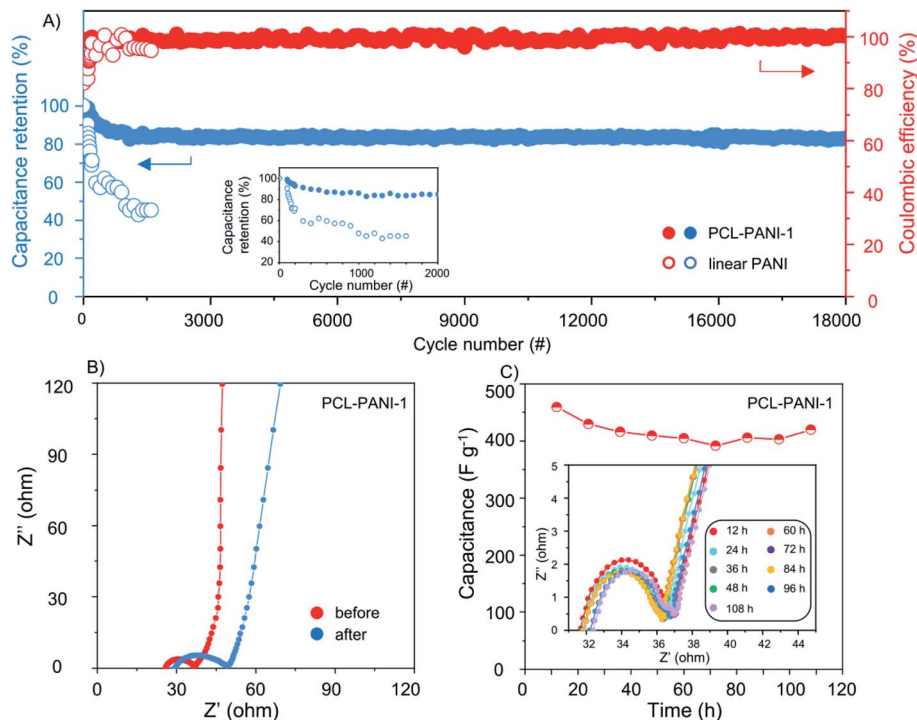 A)
Capacitance retention (%)
100
80
60
40
20
0
100
80
60
40
20
0
Coulombic efficiency (%)
Capacitance
retention (%)
100
80
60
40
20
0
1000
2000
Cycle number (#)
PCL-PANI-1
linear PANI
0
3000
6000
9000
12000
16000
18000
Cycle number (#)
B)
PCL-PANI-1
Z'' (ohm)
120
90
60
30
0
before
after
0
30
60
90
120
Z' (ohm)
C)
PCL-PANI-1
Capacitance (F g⁻¹)
500
400
300
200
100
0
Z'' (ohm)
5
4
3
2
1
0
12 h
60 h
24 h
72 h
36 h
84 h
48 h
96 h
108 h
32
34
36
38
40
42
44
Z' (ohm)
0
20
40
60
80
100
120
Time (h)